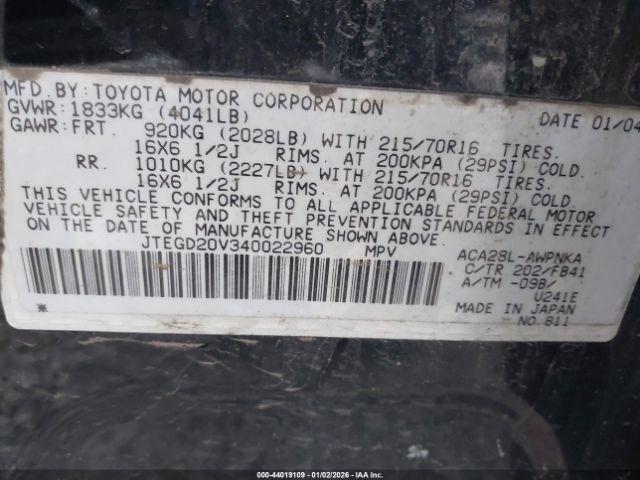 MFD.BY:TOYOTA MOTOR CORPORATION DATE 01/04
GVWR:1833KG (4041LB)
GAWR:FRT. 920KG (2028LB) WITH 215/70R16 TIRES.
16X6 1/2J RIMS. AT 200KPA (29PSI) COLD.
RR. 1010KG (2227LB) WITH 215/70R16 TIRES.
16X6 1/2J RIMS. AT 200KPA (29PSI) COLD.
THIS VEHICLE CONFORMS TO ALL APPLICABLE FEDERAL MOTOR
VEHICLE SAFETY AND THEFT PREVENTION STANDARDS IN EFFECT
ON THE DATE OF MANUFACTURE SHOWN ABOVE.
JTEGD20V340022960 MPV
ACA28L-AWPNKA
C/TR 202/FB41
A/TM -09B/
U241E
MADE IN JAPAN
NO.811
*
000-44019109 - 01/02/2026 - IAAI.COM